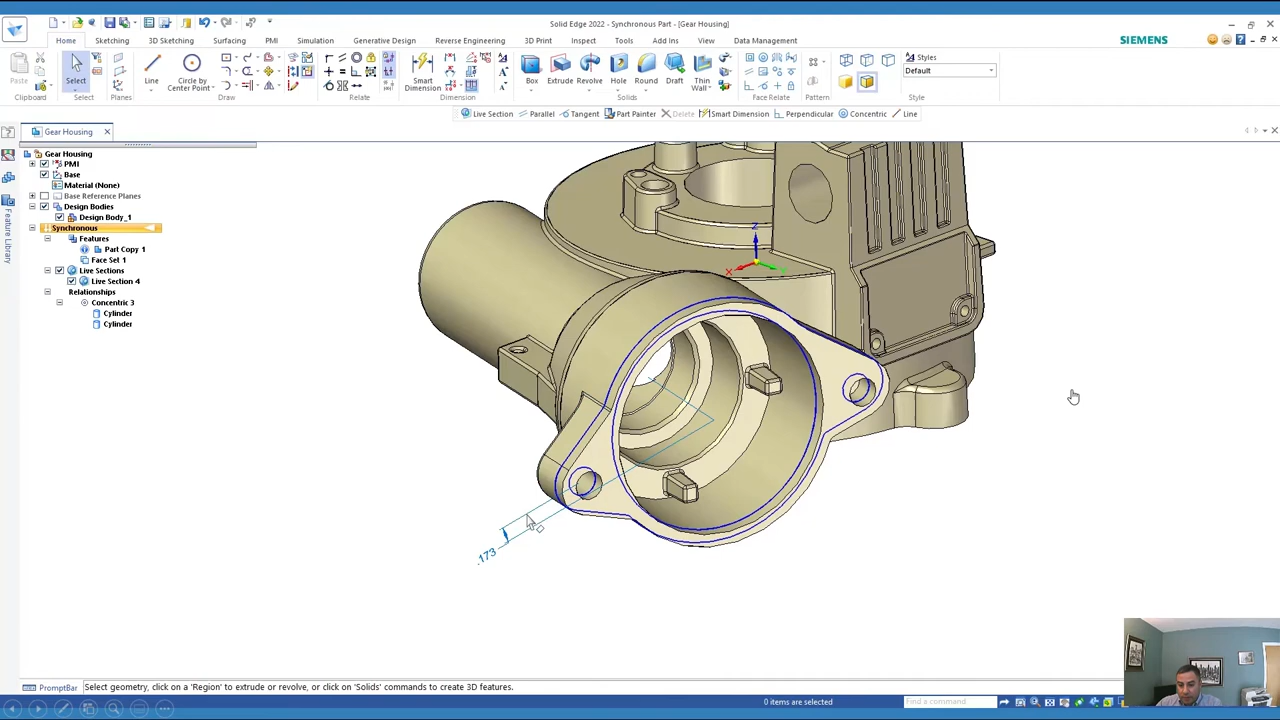 Solid Edge 2022 - Synchronous Part - [Gear Housing]
Home Sketching 3D Sketching Surfacing PMI Simulation Generative Design Reverse Engineering 3D Print Inspect Tools Add Ins View Data Management
SIEMENS
Paste
Clipboard
Select
Select
Planes
Line
Circle by Center Point
Draw
Relate
Smart Dimension
Dimension
Box
Extrude
Revolve
Hole
Round
Draft
Thin Wall
Solids
Face Relate
Pattern
Styles
Default
Style
Live Section Parallel Tangent Part Painter Delete Smart Dimension Perpendicular Concentric Line
Gear Housing
Feature Library
Gear Housing
PMI
Base
Material (None)
Base Reference Planes
Design Bodies
Design Body_1
Synchronous
Features
Part Copy 1
Face Set 1
Live Sections
Live Section 4
Relationships
Concentric 3
Cylinder
Cylinder
Z
X
.173
PromptBar
Select geometry, click on a 'Region' to extrude or revolve, or click on 'Solids' commands to create 3D features.
0 items are selected
Find a command